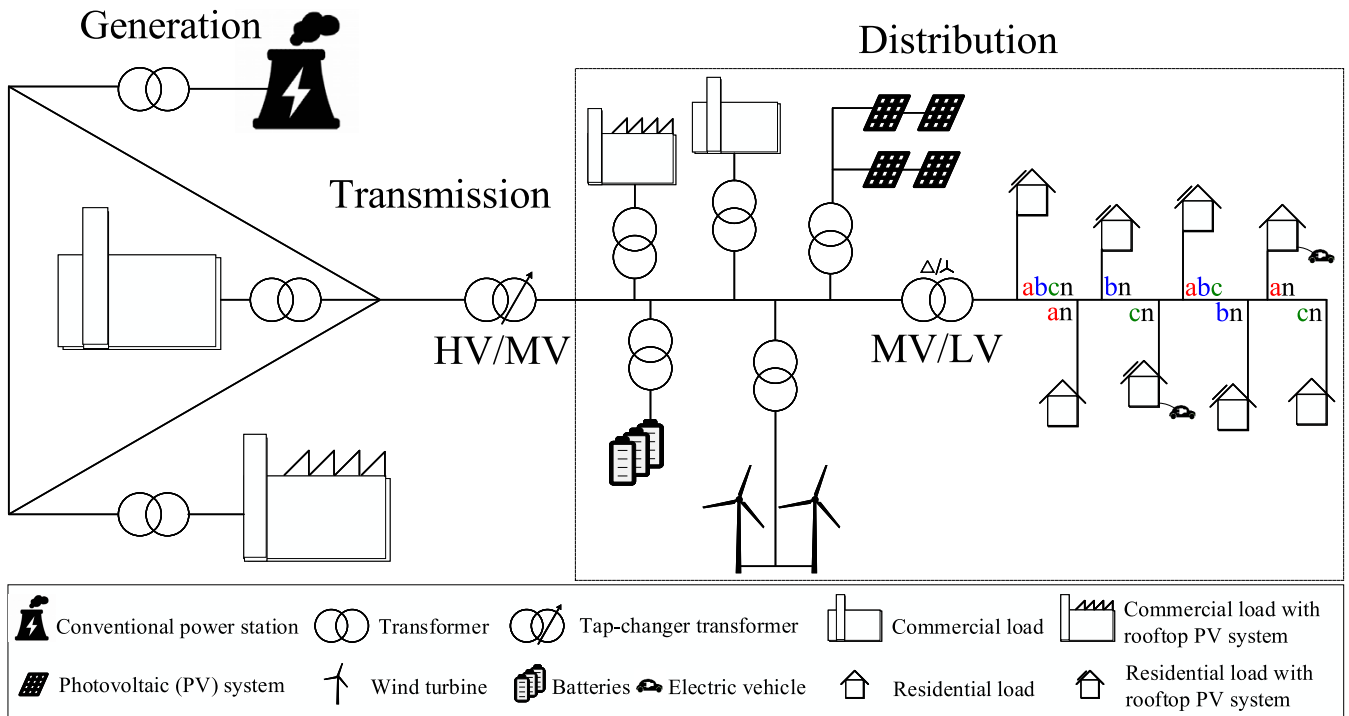 Generation
Distribution
Transmission
HV/MV
Δ/⅄
MV/LV
abcn
bn
abc
an
an
cn
bn
cn
Conventional power station
Transformer
Tap-changer transformer
Commercial load
Commercial load with
rooftop PV system
Photovoltaic (PV) system
Wind turbine
Batteries
Electric vehicle
Residential load
Residential load with
rooftop PV system